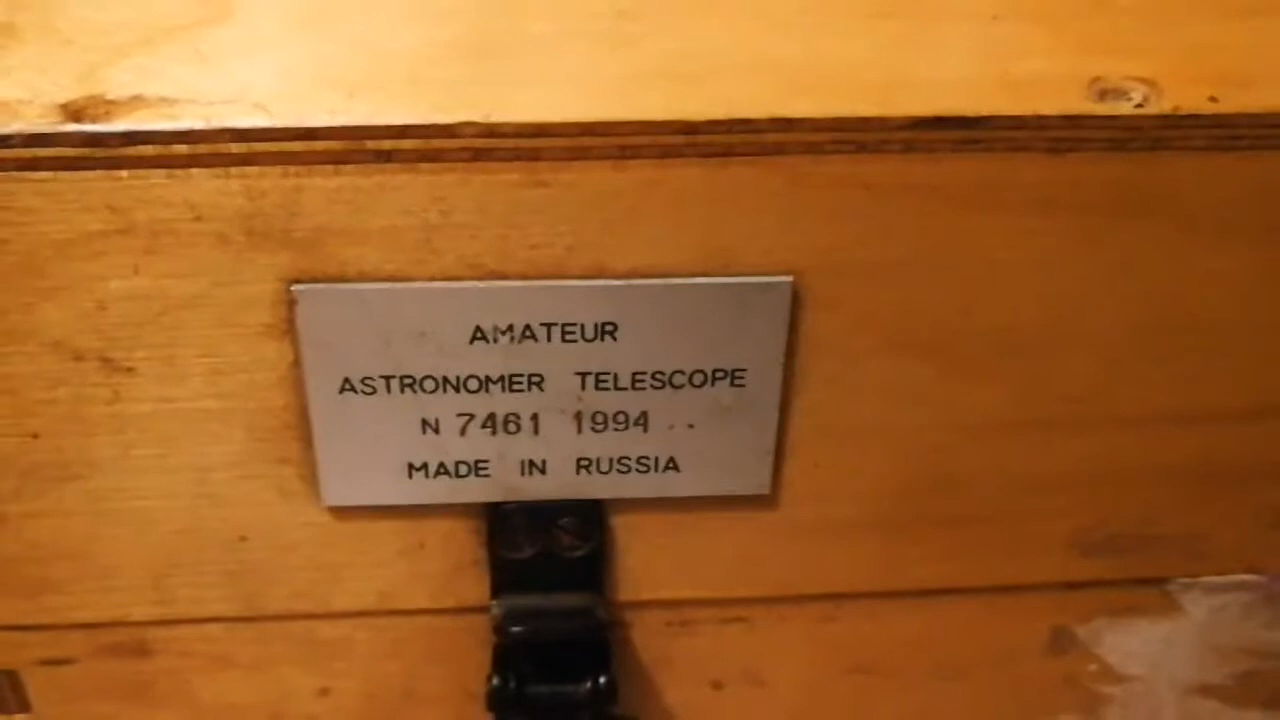 AMATEUR
ASTRONOMER TELESCOPE
N 7461 1994 ..
MADE IN RUSSIA